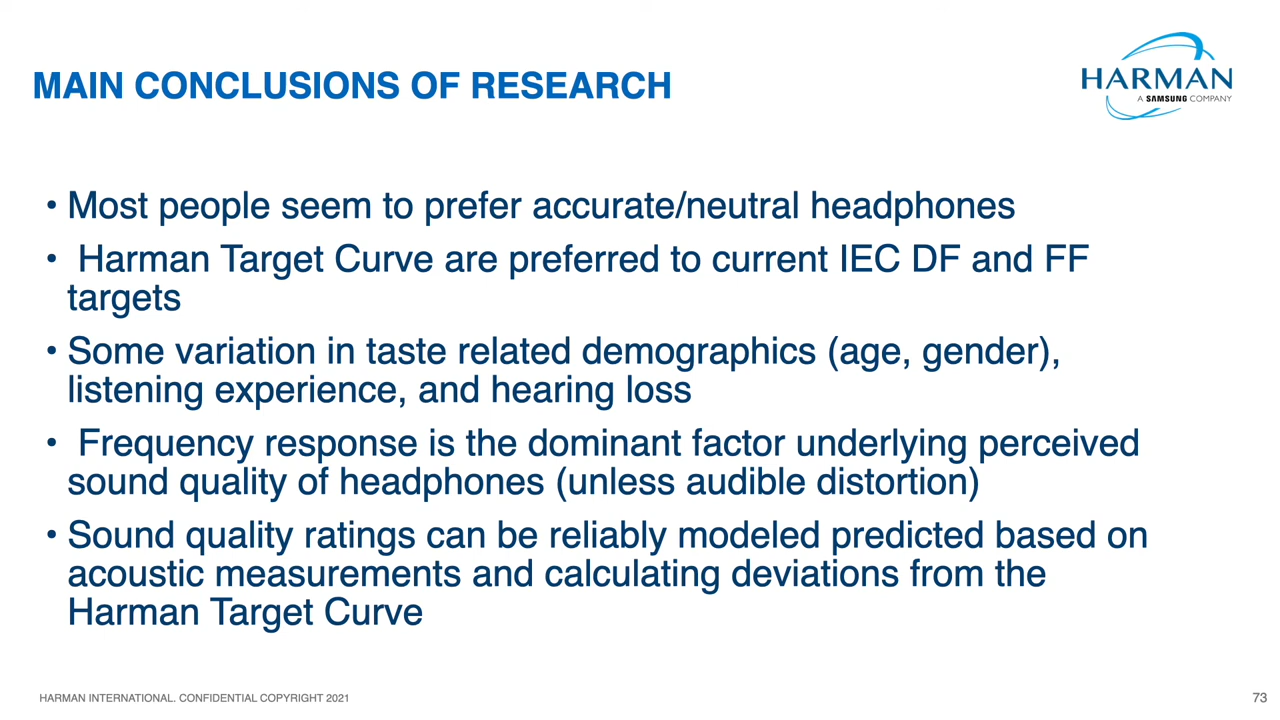 MAIN CONCLUSIONS OF RESEARCH
HARMAN
A SAMSUNG COMPANY
• Most people seem to prefer accurate/neutral headphones
• Harman Target Curve are preferred to current IEC DF and FF
targets
• Some variation in taste related demographics (age, gender),
listening experience, and hearing loss
• Frequency response is the dominant factor underlying perceived
sound quality of headphones (unless audible distortion)
• Sound quality ratings can be reliably modeled predicted based on
acoustic measurements and calculating deviations from the
Harman Target Curve
HARMAN INTERNATIONAL. CONFIDENTIAL COPYRIGHT 2021
73